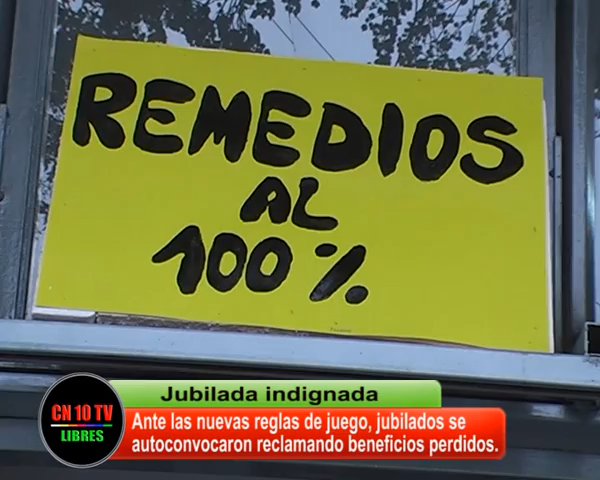 REMEDIOS
AL
100%
Jubilada indignada
CN 10 TV
LIBRES
Ante las nuevas reglas de juego, jubilados se
autoconvocaron reclamando beneficios perdidos.